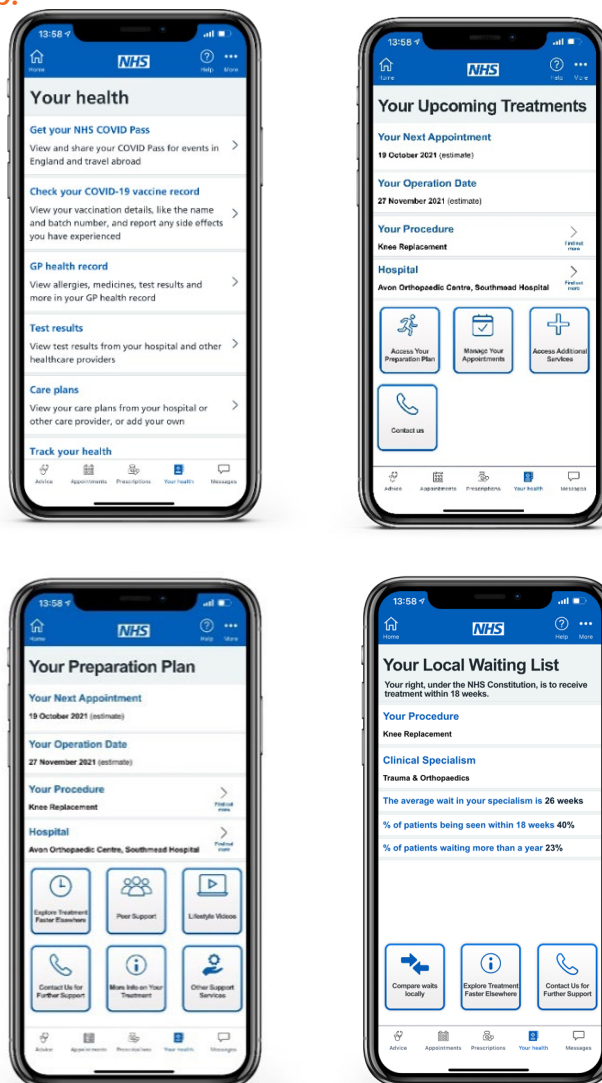 13:58
Home
NHS
Help
More
Your health
Get your NHS COVID Pass
View and share your COVID Pass for events in
England and travel abroad
Check your COVID-19 vaccine record
View your vaccination details, like the name
and batch number, and report any side effects
you have experienced
GP health record
View allergies, medicines, test results and
more in your GP health record
Test results
View test results from your hospital and other
healthcare providers
Care plans
View your care plans from your hospital or
other care provider, or add your own
Track your health
Advice
Appointments
Prescriptions
Your health
Messages
13:58
Home
NHS
Help
More
Your Upcoming Treatments
Your Next Appointment
19 October 2021 (estimate)
Your Operation Date
27 November 2021 (estimate)
Your Procedure
Knee Replacement
Find out
more
Hospital
Avon Orthopaedic Centre, Southmead Hospital
Find out
more
Access Your
Preparation Plan
Manage Your
Appointments
Access Additional
Services
Contact us
Advice
Appointments
Prescriptions
Your health
Messages
13:58
Home
NHS
Help
More
Your Preparation Plan
Your Next Appointment
19 October 2021 (estimate)
Your Operation Date
27 November 2021 (estimate)
Your Procedure
Knee Replacement
Find out
more
Hospital
Avon Orthopaedic Centre, Southmead Hospital
Find out
more
Explore Treatment
Faster Elsewhere
Peer Support
Lifestyle Videos
Contact Us for
Further Support
More Info on Your
Treatment
Other Support
Services
Advice
Appointments
Prescriptions
Your health
Messages
13:58
Home
NHS
Help
More
Your Local Waiting List
Your right, under the NHS Constitution, is to receive
treatment within 18 weeks.
Your Procedure
Knee Replacement
Clinical Specialism
Trauma & Orthopaedics
The average wait in your specialism is 26 weeks
% of patients being seen within 18 weeks 40%
% of patients waiting more than a year 23%
Compare waits
locally
Explore Treatment
Faster Elsewhere
Contact Us for
Further Support
Advice
Appointments
Prescriptions
Your health
Messages